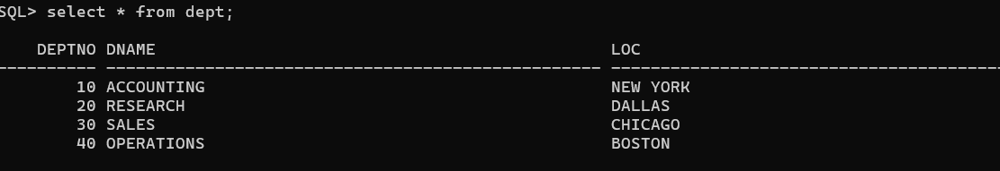 SQL> select * from dept;
DEPTNO DNAME LOC
---------- -------------------------------------------------- ---------------------------------------
10 ACCOUNTING NEW YORK
20 RESEARCH DALLAS
30 SALES CHICAGO
40 OPERATIONS BOSTON